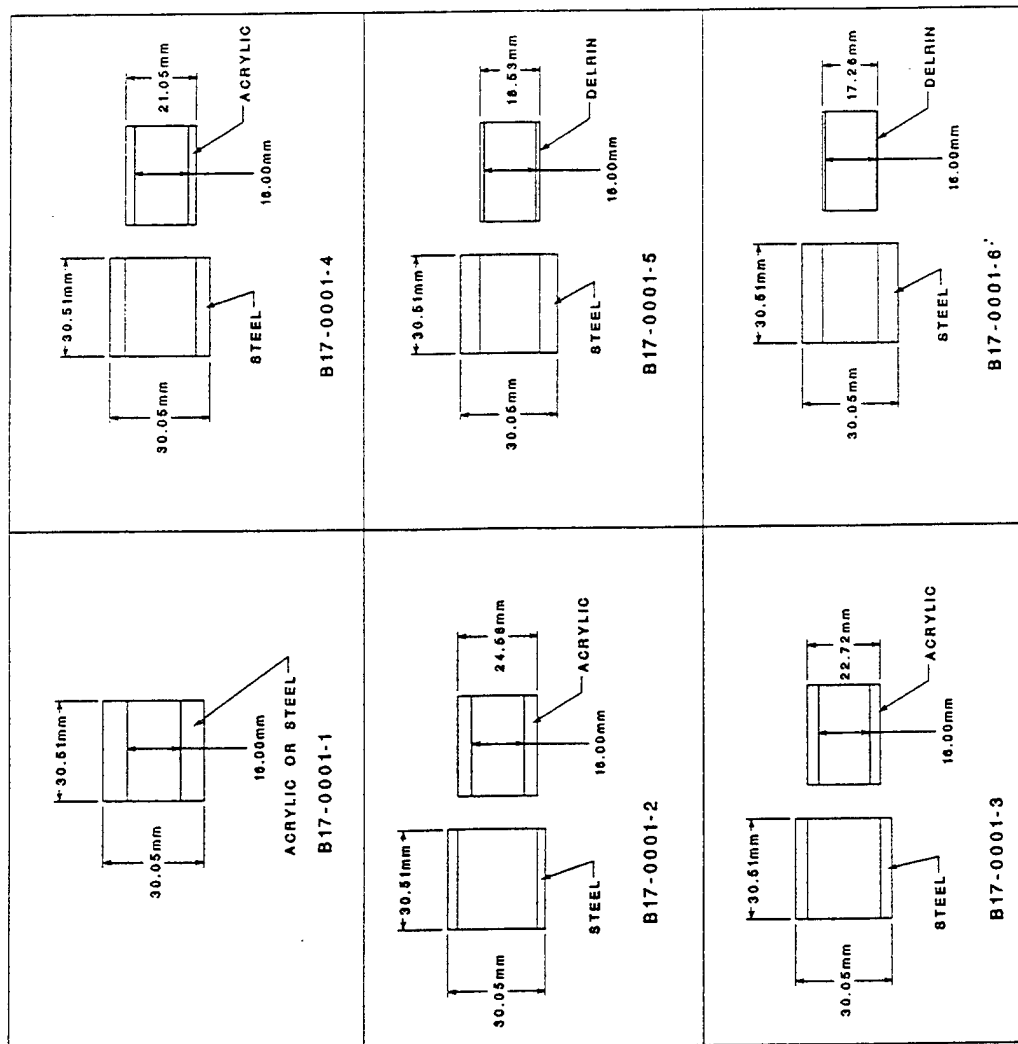 30.51mm
30.05mm
16.00mm
ACRYLIC OR STEEL
B17-0001-1
30.51mm
30.05mm
24.58mm
16.00mm
STEEL
ACRYLIC
B17-0001-2
30.51mm
30.05mm
22.72mm
16.00mm
STEEL
ACRYLIC
B17-0001-3
30.51mm
30.05mm
21.05mm
16.00mm
STEEL
ACRYLIC
B17-0001-4
30.51mm
30.05mm
18.53mm
16.00mm
STEEL
DELRIN
B17-0001-5
30.51mm
30.05mm
17.26mm
16.00mm
STEEL
DELRIN
B17-0001-6